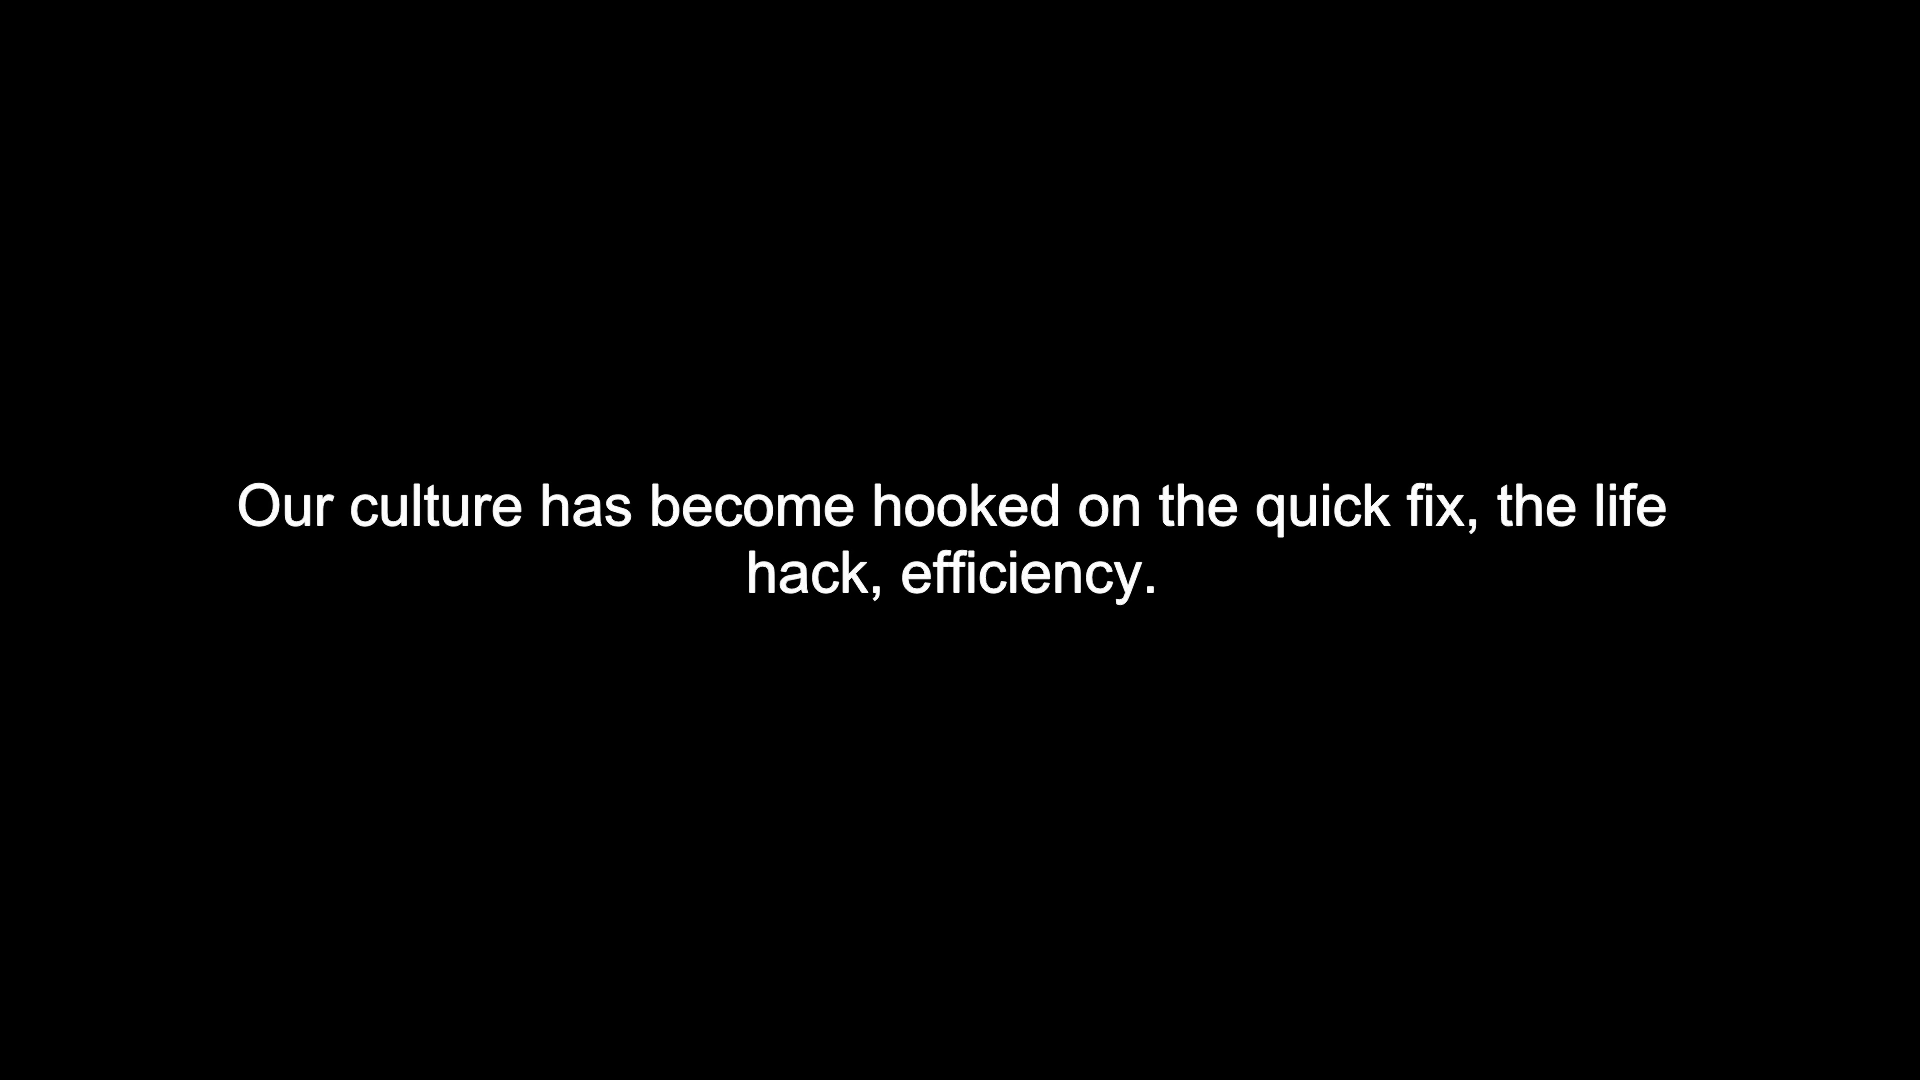 Our culture has become hooked on the quick fix, the life
hack, efficiency.